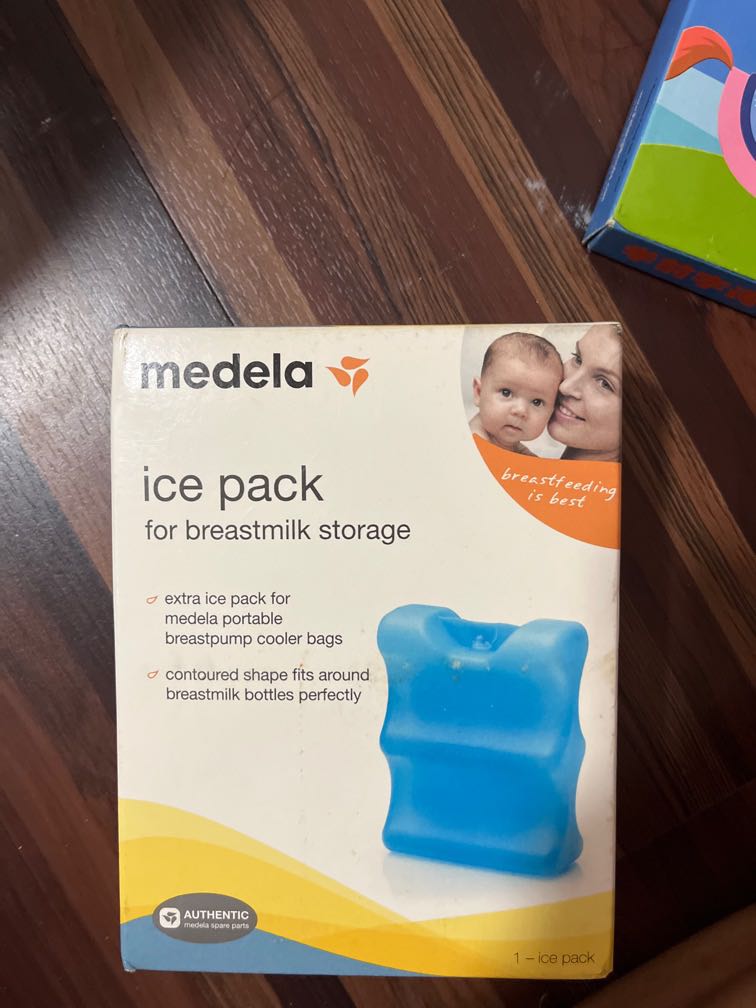 medela
ice pack
for breastmilk storage
breastfeeding
is best
extra ice pack for
medela portable
breastpump cooler bags
contoured shape fits around
breastmilk bottles perfectly
AUTHENTIC
medela spare parts
1 – ice pack